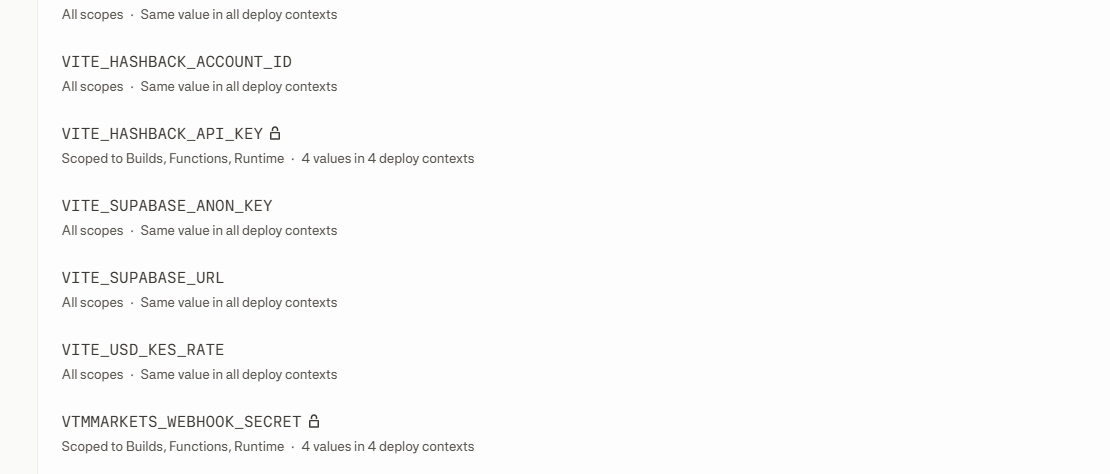 All scopes · Same value in all deploy contexts
VITE_HASHBACK_ACCOUNT_ID
All scopes · Same value in all deploy contexts
VITE_HASHBACK_API_KEY
Scoped to Builds, Functions, Runtime · 4 values in 4 deploy contexts
VITE_SUPABASE_ANON_KEY
All scopes · Same value in all deploy contexts
VITE_SUPABASE_URL
All scopes · Same value in all deploy contexts
VITE_USD_KES_RATE
All scopes · Same value in all deploy contexts
VTMMARKETS_WEBHOOK_SECRET
Scoped to Builds, Functions, Runtime · 4 values in 4 deploy contexts